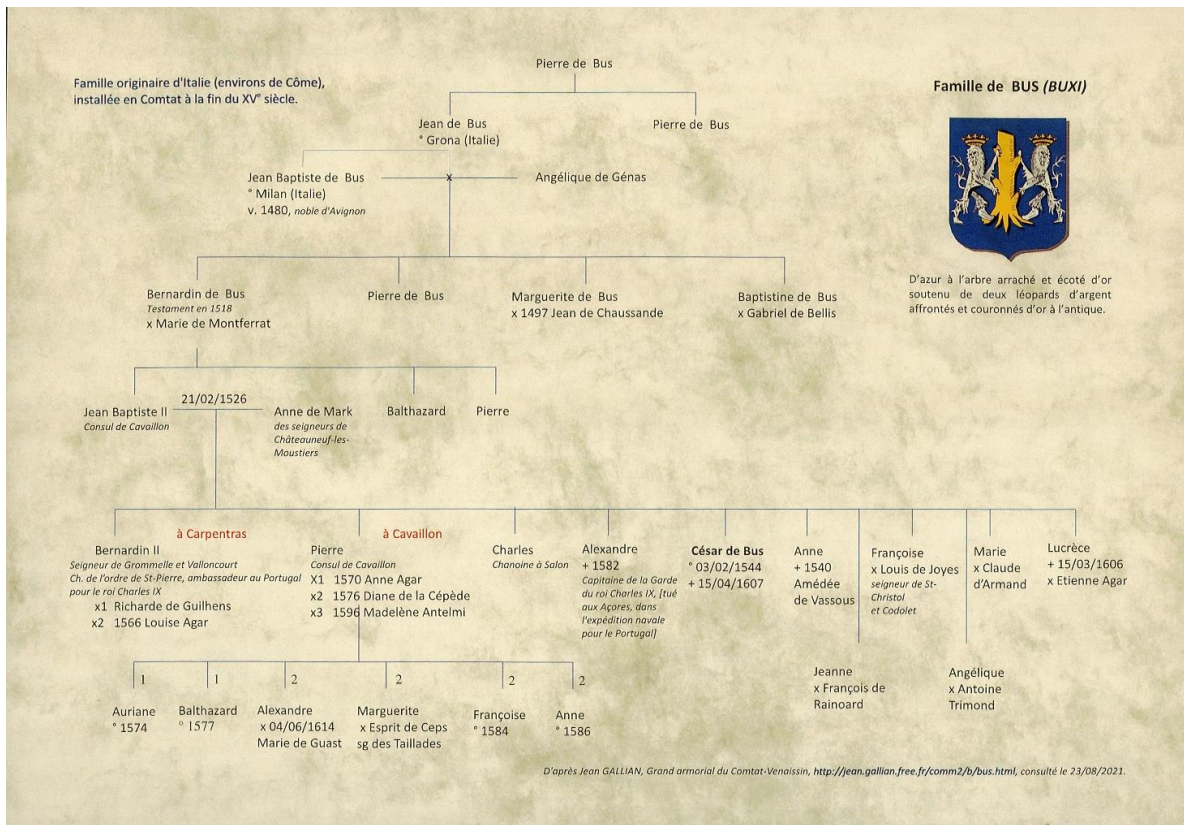 Pierre de Bus
Famille originaire d'Italie (environs de Côme),
installée en Comtat à la fin du XVe siècle.
Famille de BUS (BUXI)
Jean de Bus
° Grona (Italie)
Pierre de Bus
Jean Baptiste de Bus
° Milan (Italie)
v. 1480, noble d'Avignon
x
Angélique de Génas
D'azur à l'arbre arraché et écoté d'or
soutenu de deux léopards d'argent
affrontés et couronnés d'or à l'antique.
Bernardin de Bus
Testament en 1518
x Marie de Montferrat
Pierre de Bus
Marguerite de Bus
x 1497 Jean de Chaussande
Baptistine de Bus
x Gabriel de Bellis
Jean Baptiste II
Consul de Cavaillon
21/02/1526
Anne de Mark
des seigneurs de
Châteauneuf-les-
Moustiers
Balthazard
Pierre
à Carpentras
à Cavaillon
Bernardin II
Seigneur de Grommelle et Valloncourt
Ch. de l'ordre de St-Pierre, ambassadeur au Portugal
pour le roi Charles IX
x1 Richarde de Guilhens
x2 1566 Louise Agar
Pierre
Consul de Cavaillon
X1 1570 Anne Agar
x2 1576 Diane de la Cépède
x3 1596 Madelène Antelmi
Charles
Chanoine à Salon
Alexandre
+ 1582
Capitaine de la Garde
du roi Charles IX, [tué
aux Açores, dans
l'expédition navale
pour le Portugal]
César de Bus
° 03/02/1544
+ 15/04/1607
Anne
+ 1540
Amédée
de Vassous
Françoise
x Louis de Joyes
seigneur de St-
Christol
et Codolet
Marie
x Claude
d'Armand
Lucrèce
+ 15/03/1606
x Etienne Agar
Jeanne
x François de
Rainoard
Angélique
x Antoine
Trimond
1
1
2
2
2
2
Auriane
° 1574
Balthazard
° 1577
Alexandre
x 04/06/1614
Marie de Guast
Marguerite
x Esprit de Ceps
sg des Taillades
Françoise
° 1584
Anne
° 1586
D'après Jean GALLIAN, Grand armorial du Comtat-Venaissin, http://jean.gallian.free.fr/comm2/b/bus.html, consulté le 23/08/2021.